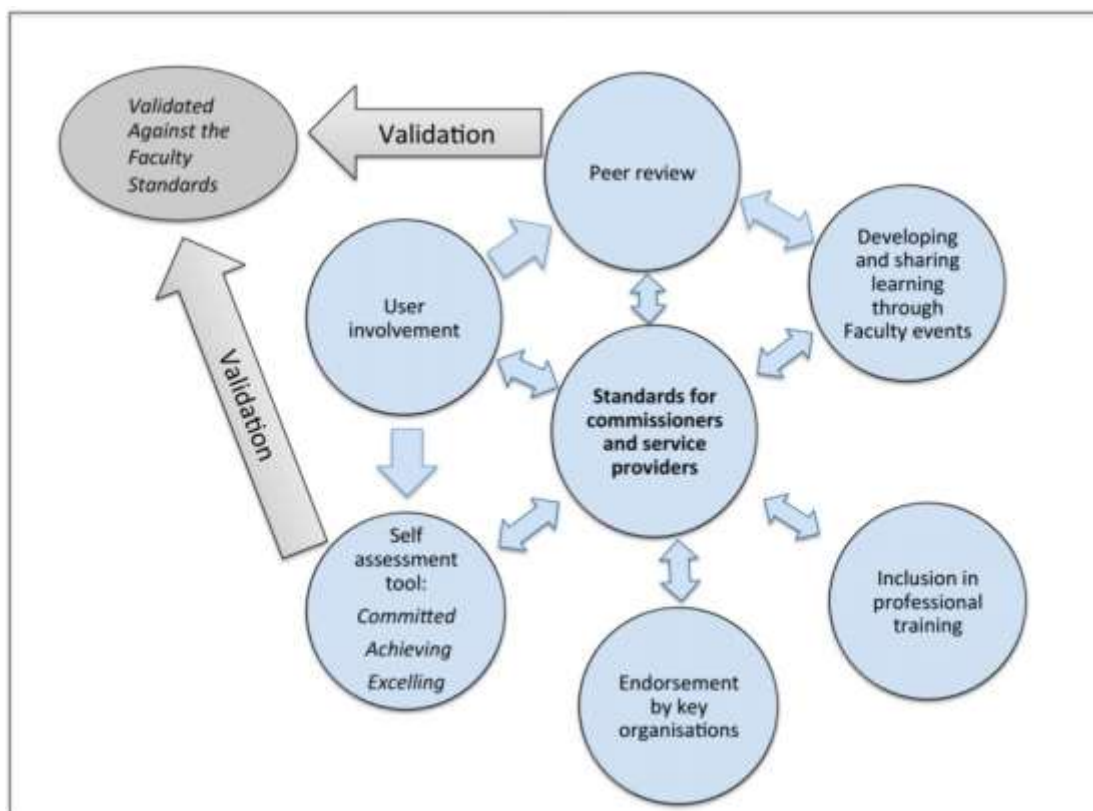 Validated
Against the
Faculty
Standards
Validation
Peer review
Developing
and sharing
learning
through
Faculty events
User
involvement
Validation
Standards for
commissioners
and service
providers
Self
assessment
tool:
Committed
Achieving
Excelling
Inclusion in
professional
training
Endorsement
by key
organisations